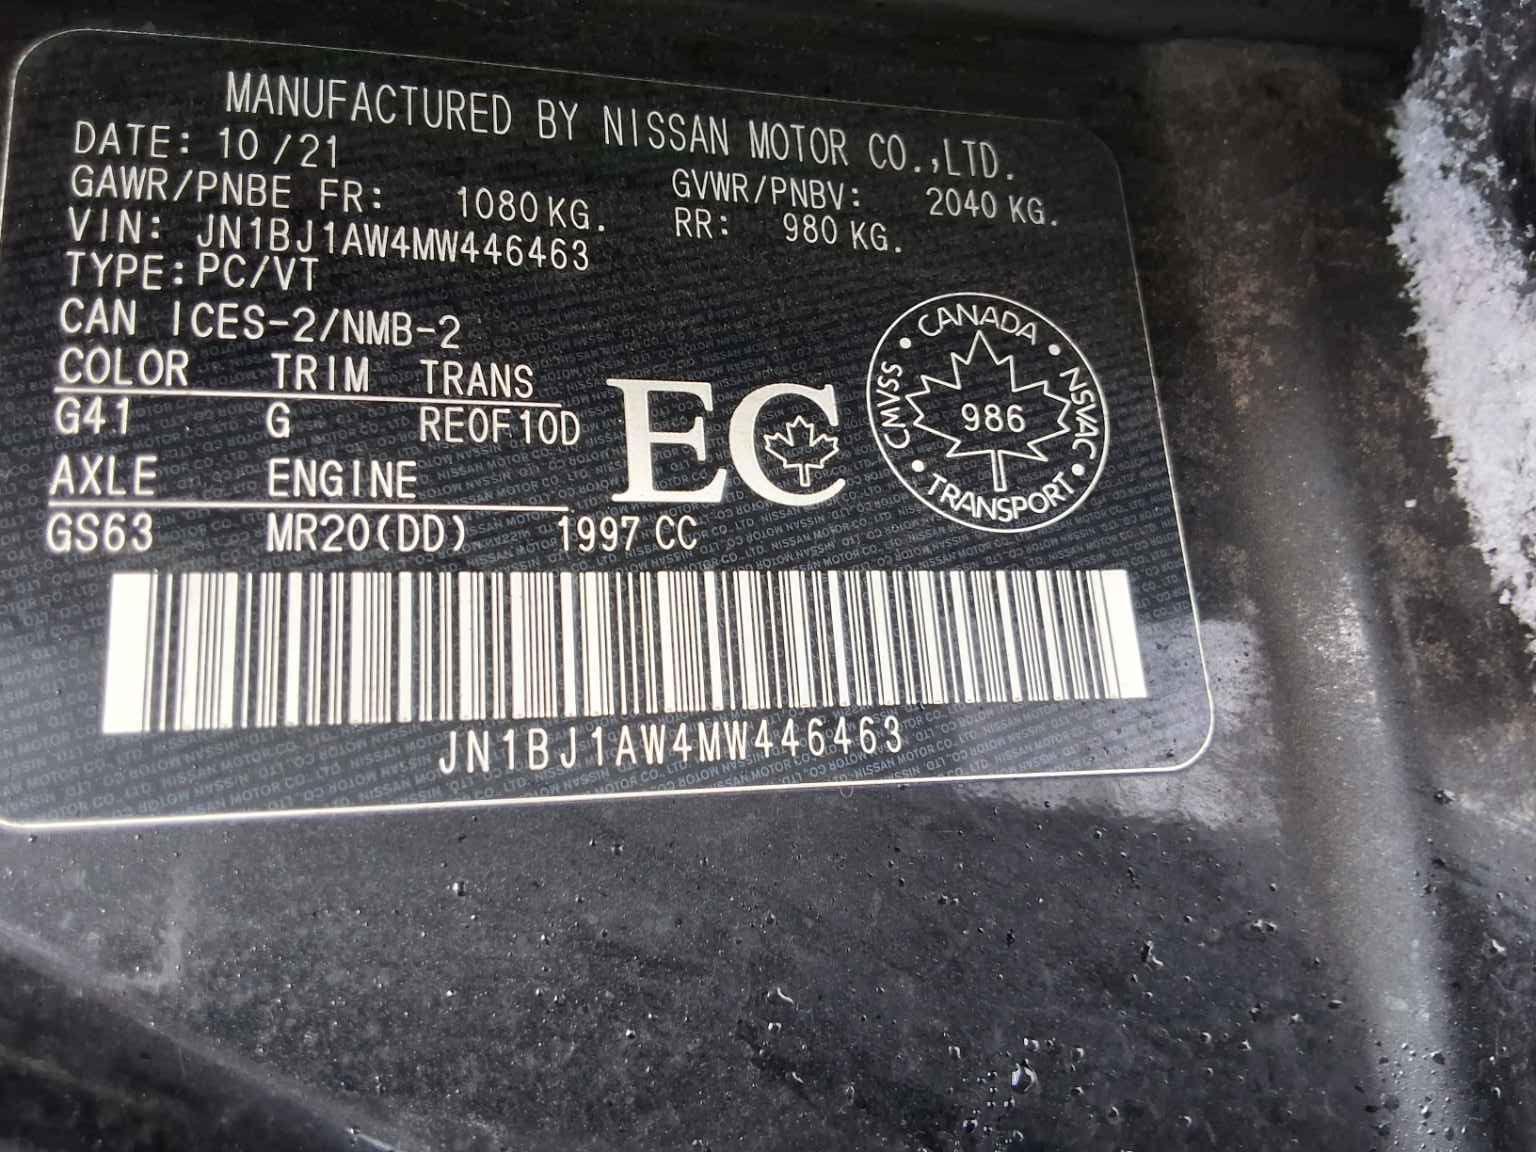 MANUFACTURED BY NISSAN MOTOR CO.,LTD.
DATE: 10/21
GAWR/PNBE FR: 1080KG. GVWR/PNBV: 2040 KG.
VIN: JN1BJ1AW4MW446463 RR: 980 KG.
TYPE:PC/VT
CAN ICES-2/NMB-2
COLOR TRIM TRANS
G41 G RE0F10D
AXLE ENGINE
GS63 MR20(DD) 1997 CC
EC
CANADA
CMVSS 986 NSVAC
TRANSPORT
JN1BJ1AW4MW446463